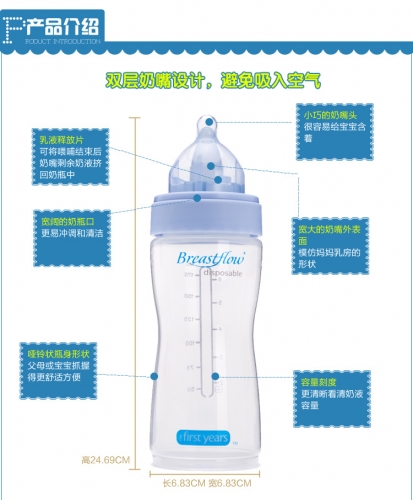 产品介绍
PODUCT INTRODUCTION
双层奶嘴设计，避免吸入空气
小巧的奶嘴头
很容易给宝宝含
着
乳液释放片
可将喂哺结束后
奶嘴剩余奶液挤
回奶瓶中
宽阔的奶瓶口
更易冲调和清洁
宽大的奶嘴外表
面
模仿妈妈乳房的
形状
Breastflow
disposable
哑铃状瓶身形状
父母或宝宝抓握
得更舒适方便
容量刻度
更清晰看清奶液
容量
the first years
高24.69CM
长6.83CM 宽6.83CM